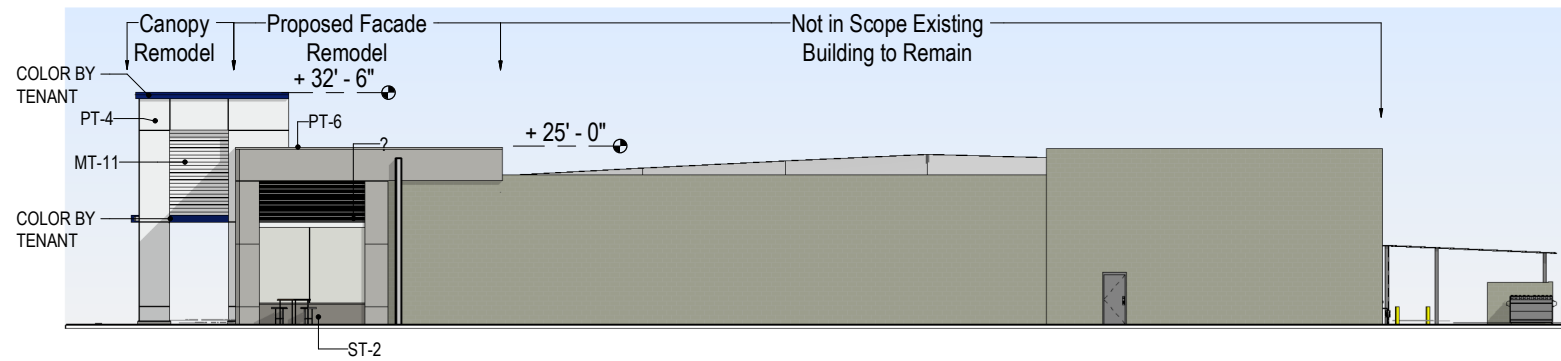 Canopy
Remodel
Proposed Facade
Remodel
Not in Scope Existing
Building to Remain
COLOR BY
TENANT
+ 32' - 6"
PT-4
PT-6
?
+ 25' - 0"
MT-11
COLOR BY
TENANT
ST-2